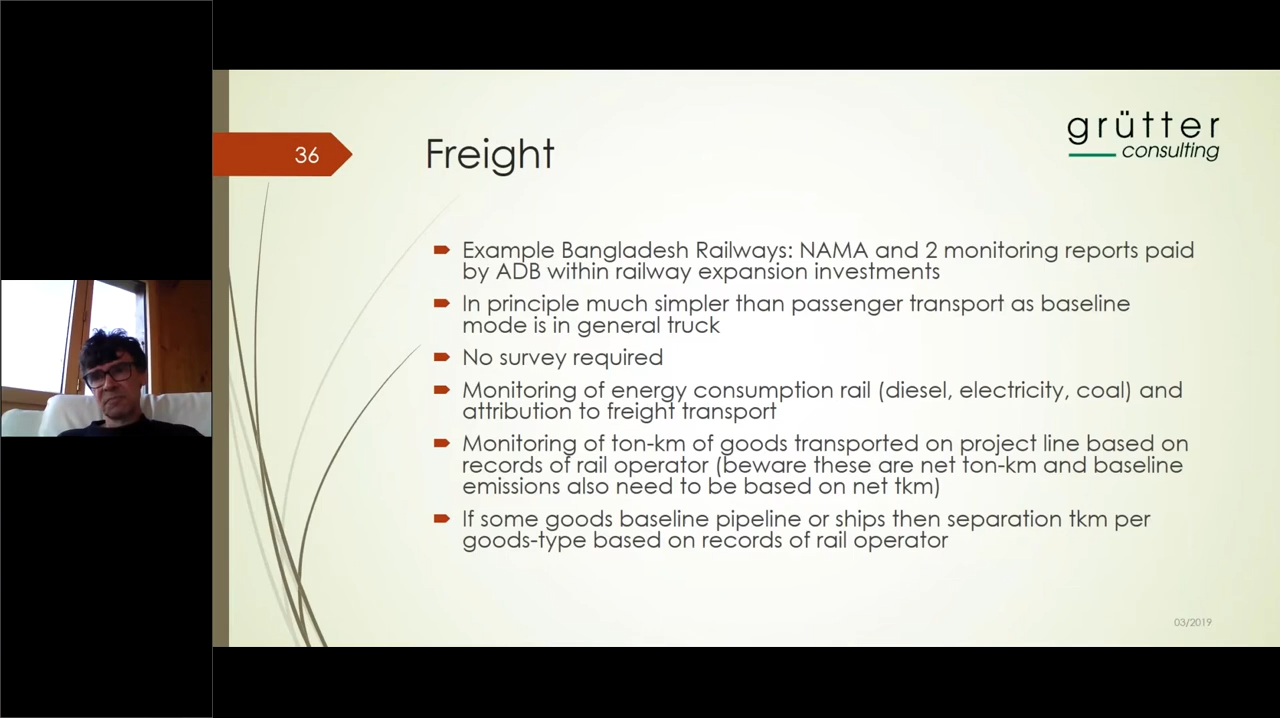 36
Freight
grütter
consulting
Example Bangladesh Railways: NAMA and 2 monitoring reports paid
by ADB within railway expansion investments
In principle much simpler than passenger transport as baseline
mode is in general truck
No survey required
Monitoring of energy consumption rail (diesel, electricity, coal) and
attribution to freight transport
Monitoring of ton-km of goods transported on project line based on
records of rail operator (beware these are net ton-km and baseline
emissions also need to be based on net tkm)
If some goods baseline pipeline or ships then separation tkm per
goods-type based on records of rail operator
03/2019